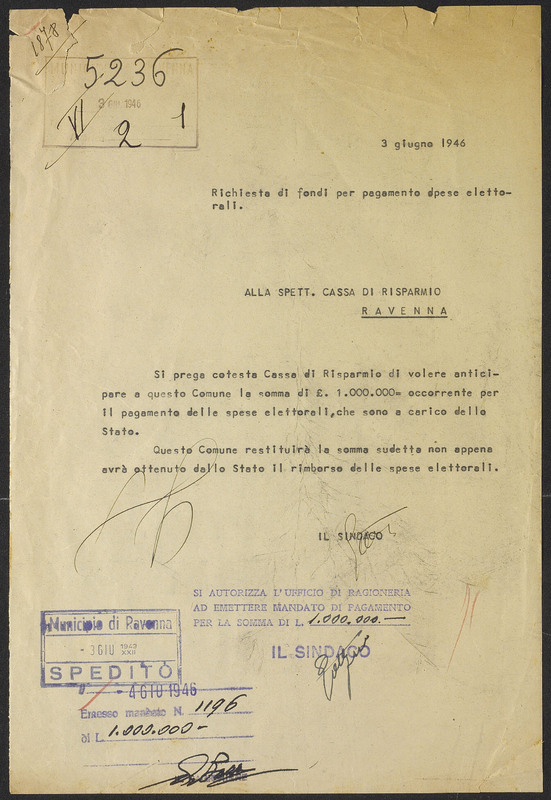 1878
5236
3 GIU 1946
VI 2 1
3 giugno 1946
Richiesta di fondi per pagamento dpese eletto-
rali.
ALLA SPETT. CASSA DI RISPARMIO
RAVENNA
Si prega cotesta Cassa di Risparmio di volere antici-
pare a questo Comune la somma di £. 1.000.000= occorrente per
il pagamento delle spese elettorali,che sono a carico dello
Stato.
Questo Comune restituirà la somma sudetta non appena
avrà ottenuto dallo Stato il rimborso delle spese elettorali.
IL SINDACO
SI AUTORIZZA L'UFFICIO DI RAGIONERIA
AD EMETTERE MANDATO DI PAGAMENTO
PER LA SOMMA DI L. 1.000.000.—
IL SINDACO
Municipio di Ravenna
- 3 GIU 1942 XXII
SPEDITO
- 4 GIU 1946
Emesso mandato N. 1196
di L. 1.000.000-